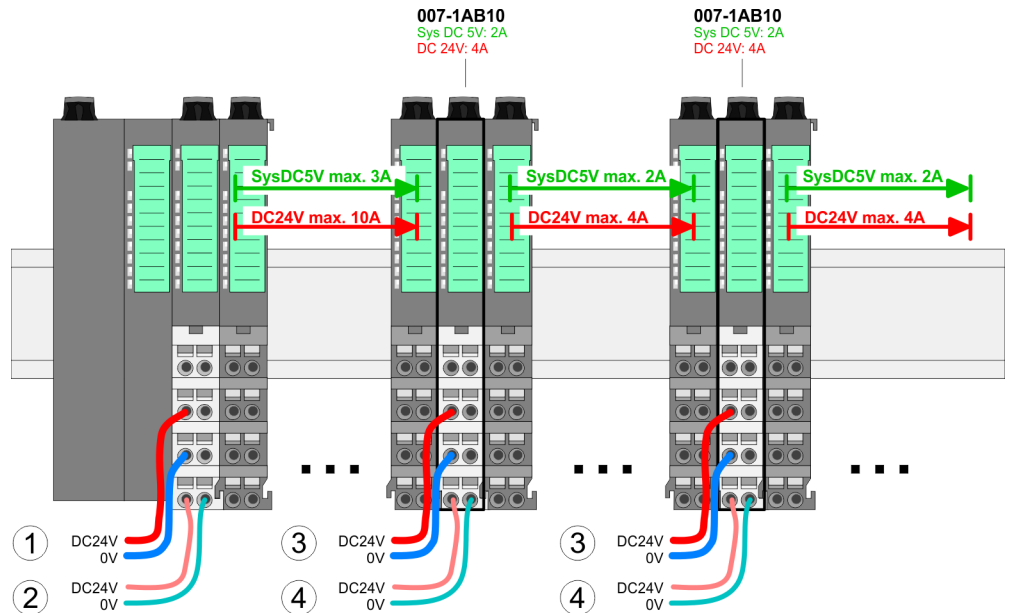 007-1AB10
Sys DC 5V: 2A
DC 24V: 4A
007-1AB10
Sys DC 5V: 2A
DC 24V: 4A
SysDC5V max. 3A
SysDC5V max. 2A
SysDC5V max. 2A
DC24V max. 10A
DC24V max. 4A
DC24V max. 4A
1
DC24V
0V
3
DC24V
0V
3
DC24V
0V
2
DC24V
0V
4
DC24V
0V
4
DC24V
0V